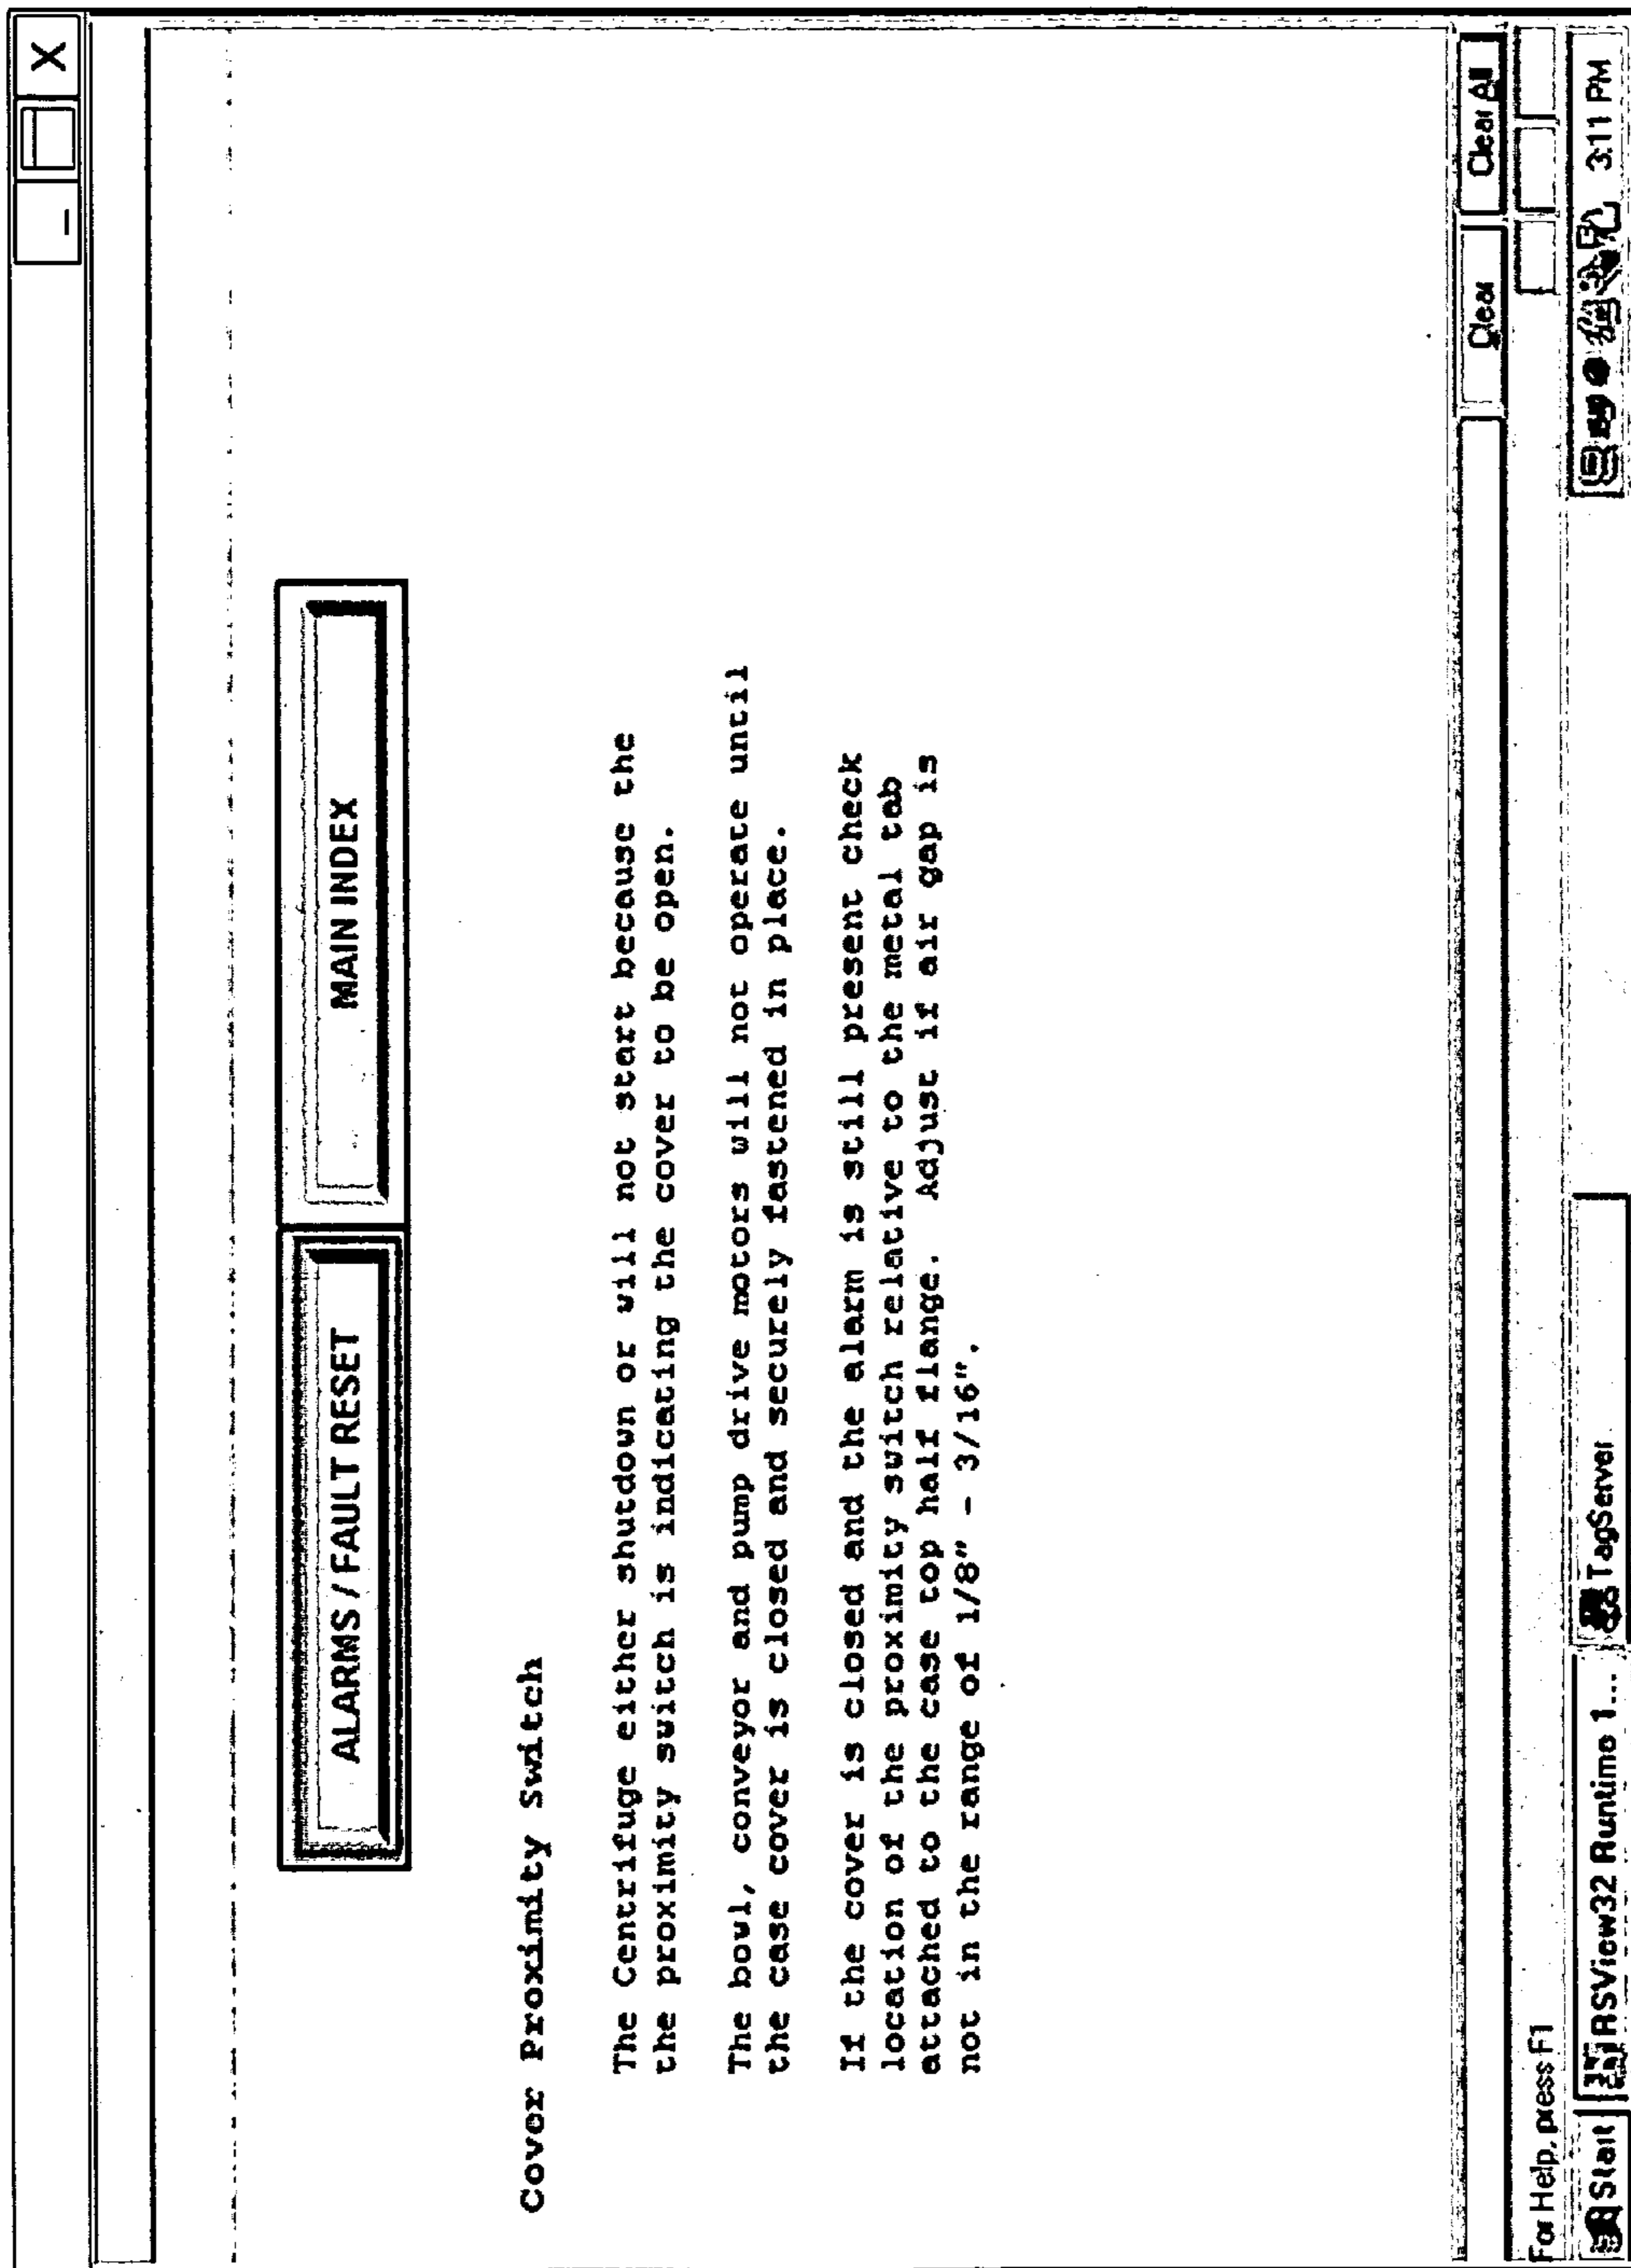 X
ALARMS / FAULT RESET
MAIN INDEX
Cover Proximity Switch
The Centrifuge either shutdown or will not start because the
the proximity switch is indicating the cover to be open.
The bowl, conveyor and pump drive motors will not operate until
the case cover is closed and securely fastened in place.
If the cover is closed and the alarm is still present check
location of the proximity switch relative to the metal tab
attached to the case top half flange. Adjust if air gap is
not in the range of 1/8" - 3/16".
Clear
Clear All
For Help, press F1
Start
RSView32 Runtime 1...
TagServer
3:11 PM